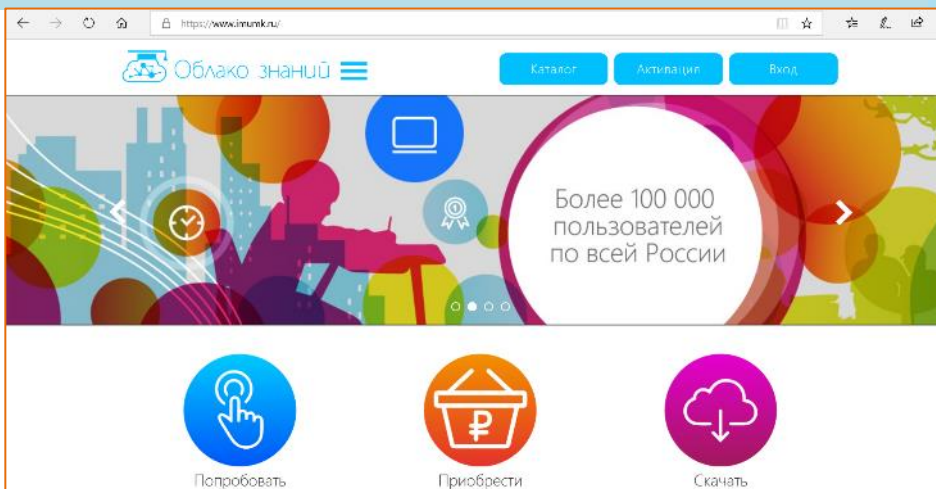 https://www.imumk.ru/
Облако знаний
Каталог
Активация
Вход
Более 100 000
пользователей
по всей России
Попробовать
Приобрести
Скачать